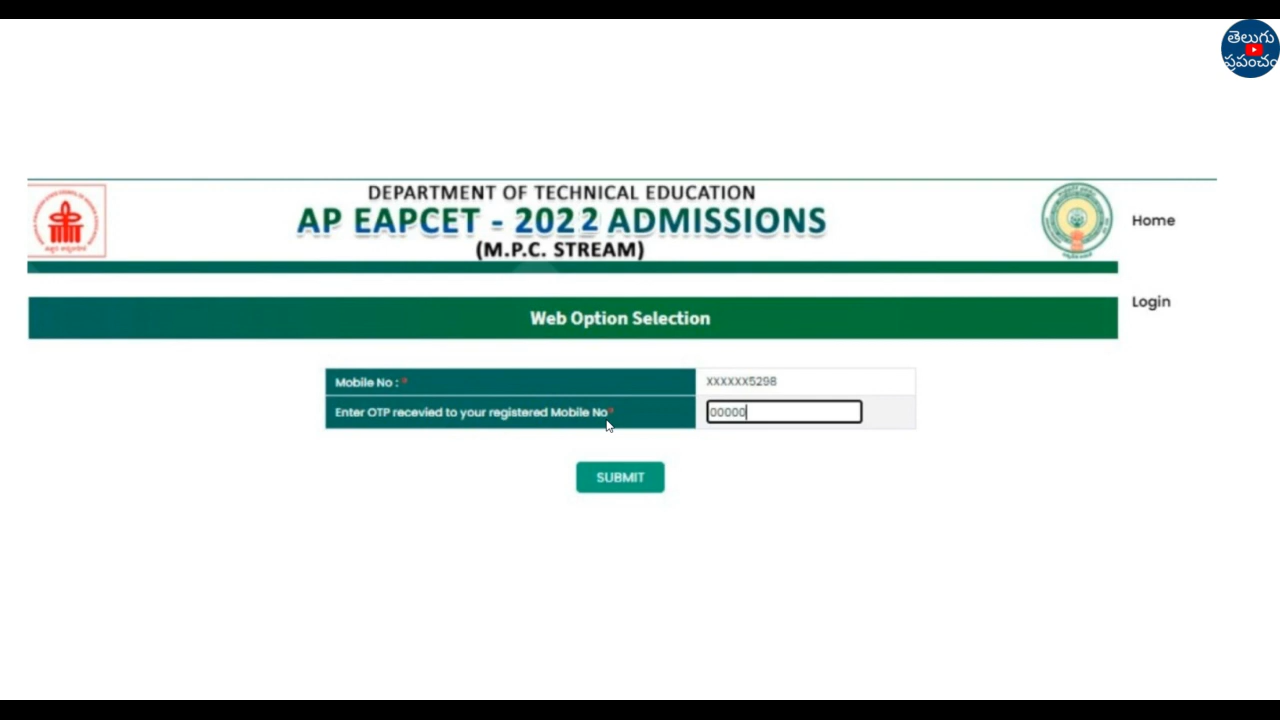 తెలుగు
ప్రపంచం
DEPARTMENT OF TECHNICAL EDUCATION
AP EAPCET - 2022 ADMISSIONS
(M.P.C. STREAM)
Home
Login
Web Option Selection
Mobile No : *
XXXXXX5298
Enter OTP recevied to your registered Mobile No*
00000
SUBMIT